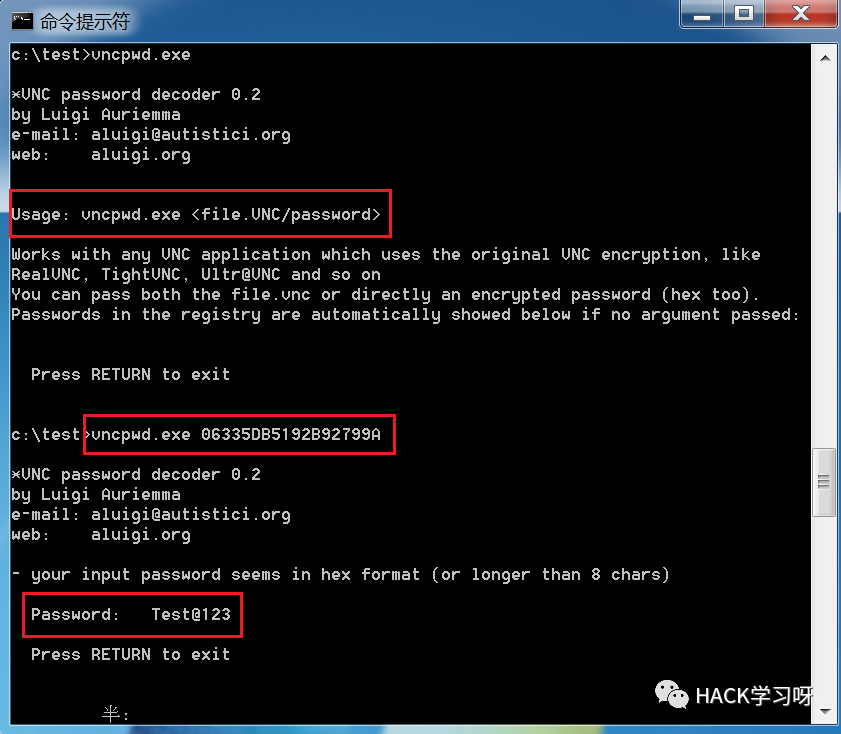 命令提示符
c:\test>vncpwd.exe
*VNC password decoder 0.2
by Luigi Auriemma
e-mail: aluigi@autistici.org
web:    aluigi.org
Usage: vncpwd.exe <file.VNC/password>
Works with any VNC application which uses the original VNC encryption, like
RealVNC, TightVNC, Ultr@VNC and so on
You can pass both the file.vnc or directly an encrypted password (hex too).
Passwords in the registry are automatically showed below if no argument passed:
Press RETURN to exit
c:\test>vncpwd.exe 06335DB5192B92799A
*VNC password decoder 0.2
by Luigi Auriemma
e-mail: aluigi@autistici.org
web:    aluigi.org
- your input password seems in hex format (or longer than 8 chars)
Password:   Test@123
Press RETURN to exit
HACK学习呀
半: